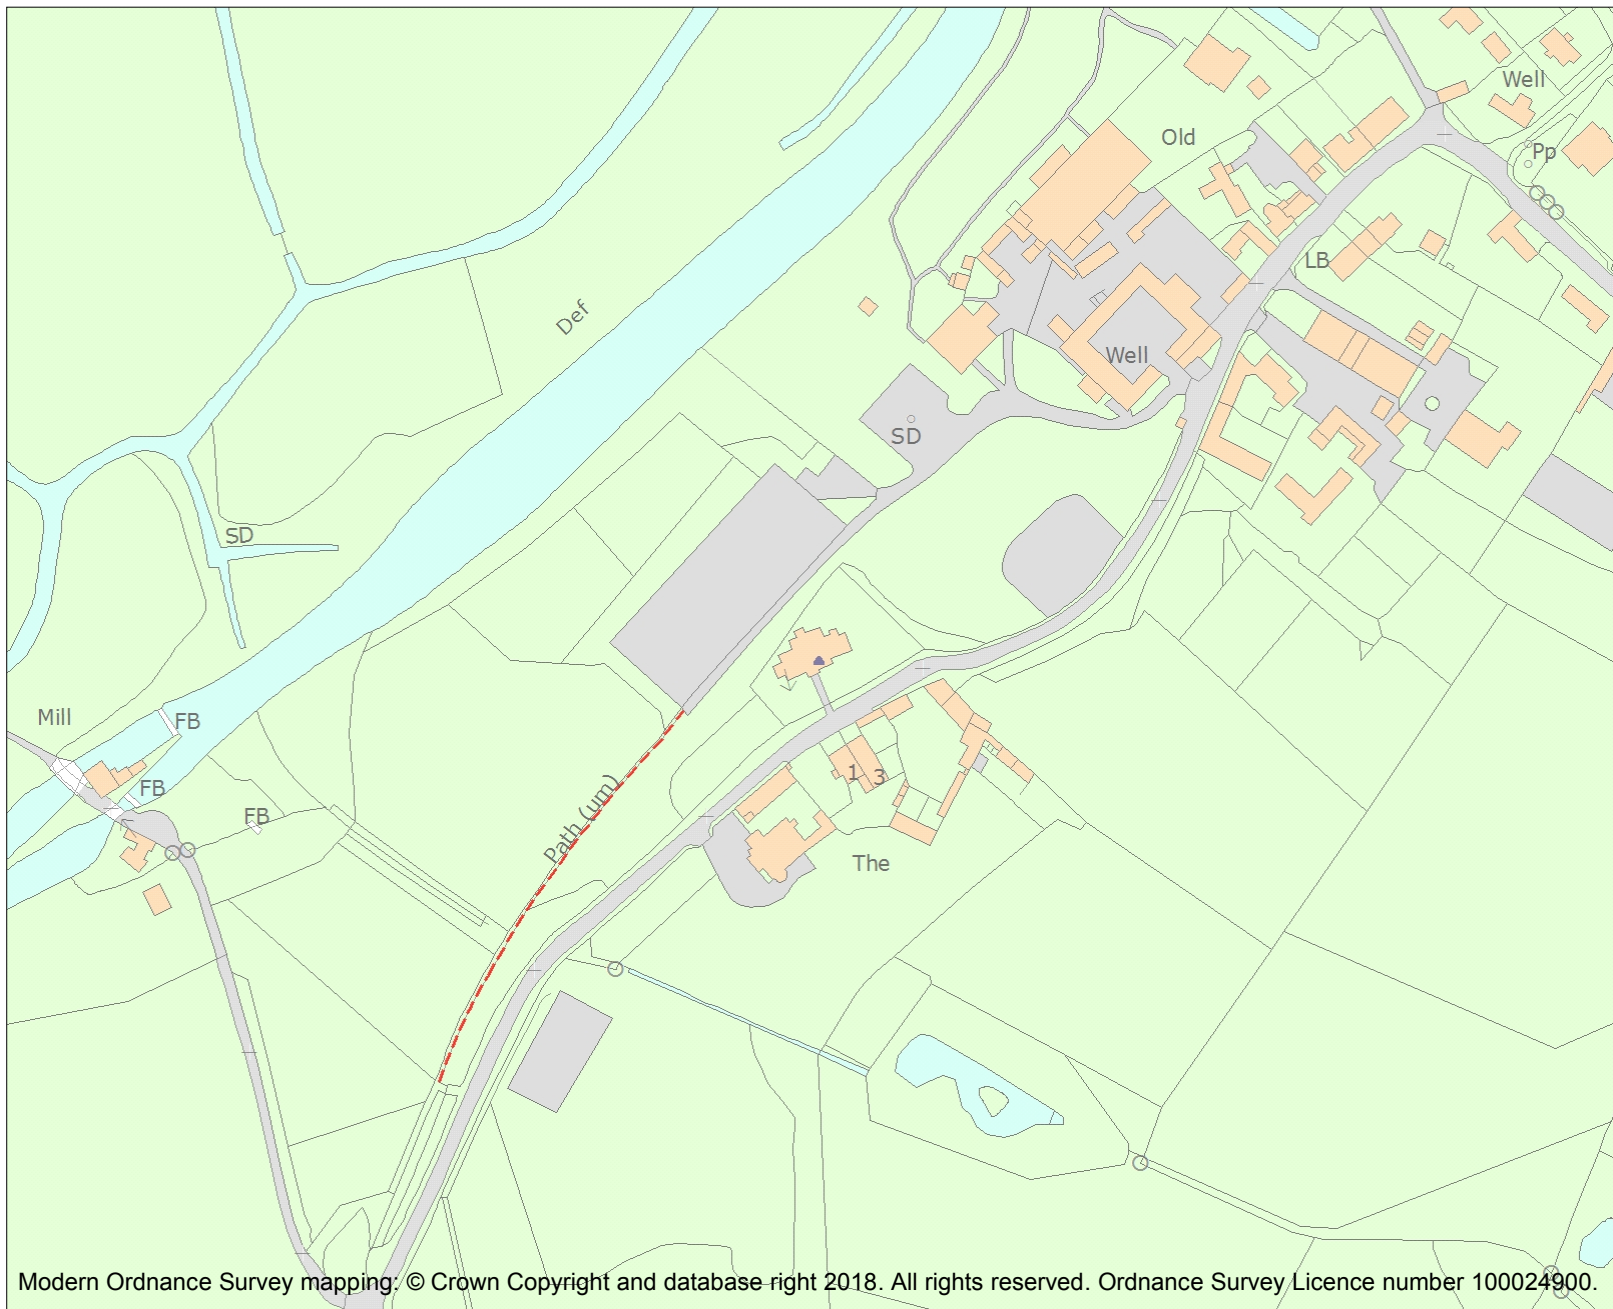 Well
Old
Pp
LB
Def
Well
SD
SD
Mill
FB
FB
FB
1
3
Path (um)
The
Modern Ordnance Survey mapping: © Crown Copyright and database right 2018. All rights reserved. Ordnance Survey Licence number 100024900.